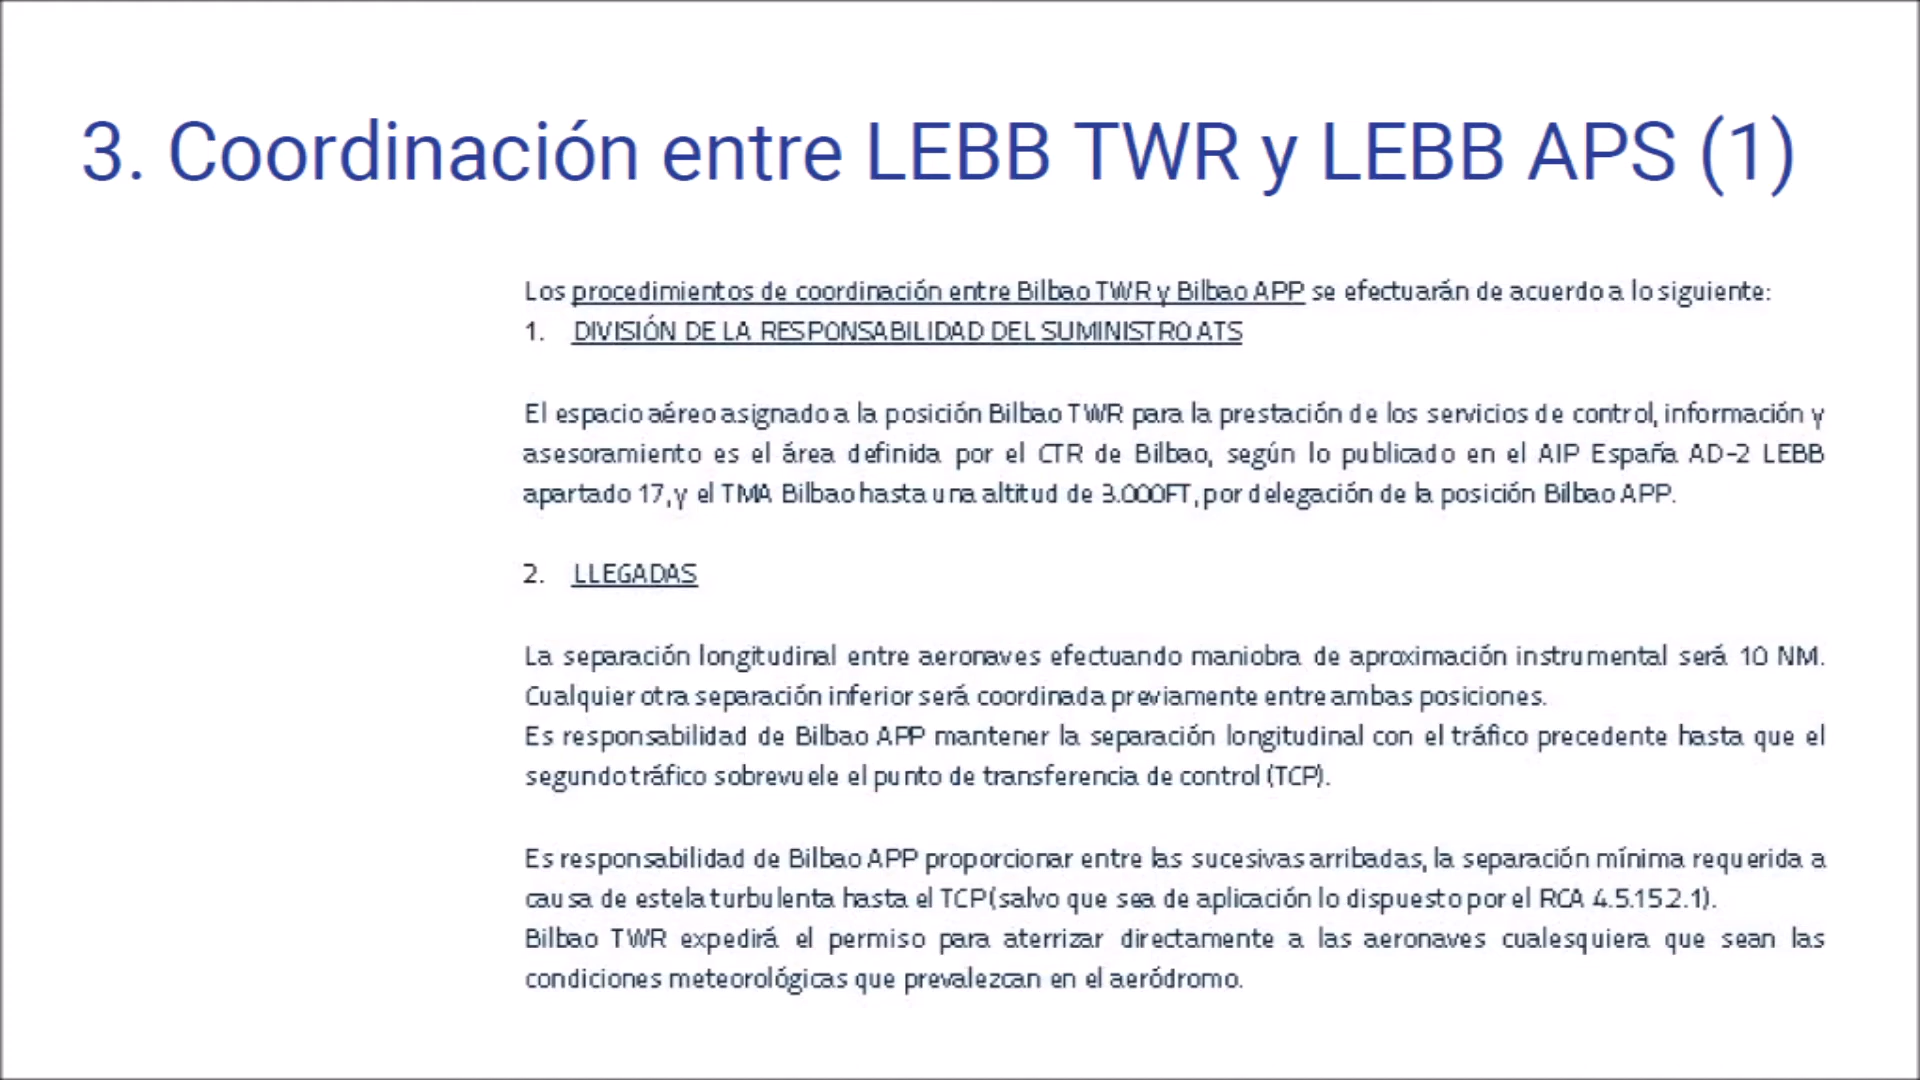 3. Coordinación entre LEBB TWR y LEBB APS (1)
Los procedimientos de coordinación entre Bilbao TWR y Bilbao APP se efectuarán de acuerdo a lo siguiente:
1. DIVISIÓN DE LA RESPONSABILIDAD DEL SUMINISTRO ATS
El espacio aéreo asignado a la posición Bilbao TWR para la prestación de los servicios de control, información y
asesoramiento es el área definida por el CTR de Bilbao, según lo publicado en el AIP España AD-2 LEBB
apartado 17, y el TMA Bilbao hasta una altitud de 3.000FT, por delegación de la posición Bilbao APP.
2. LLEGADAS
La separación longitudinal entre aeronaves efectuando maniobra de aproximación instrumental será 10 NM.
Cualquier otra separación inferior será coordinada previamente entre ambas posiciones.
Es responsabilidad de Bilbao APP mantener la separación longitudinal con el tráfico precedente hasta que el
segundo tráfico sobrevuele el punto de transferencia de control (TCP).
Es responsabilidad de Bilbao APP proporcionar entre las sucesivas arribadas, la separación mínima requerida a
causa de estela turbulenta hasta el TCP (salvo que sea de aplicación lo dispuesto por el RCA 4.5.15.2.1).
Bilbao TWR expedirá el permiso para aterrizar directamente a las aeronaves cualesquiera que sean las
condiciones meteorológicas que prevalezcan en el aeródromo.